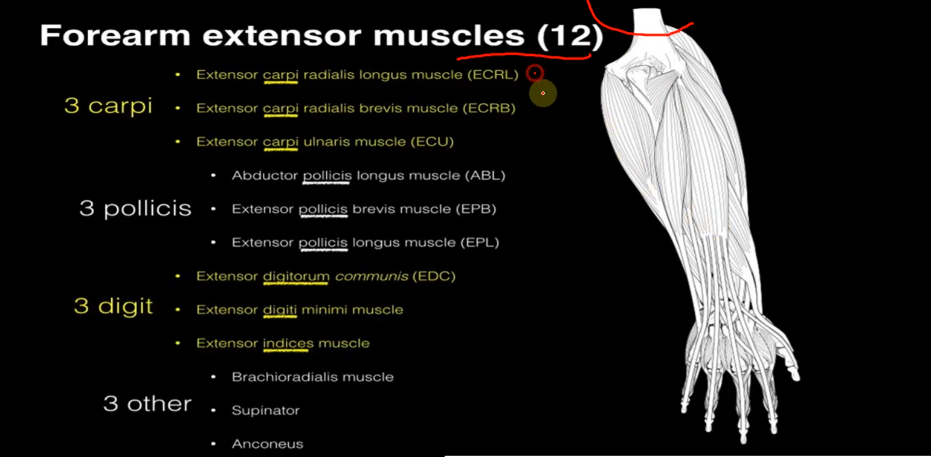 Forearm extensor muscles (12)
3 carpi
• Extensor carpi radialis longus muscle (ECRL)
• Extensor carpi radialis brevis muscle (ECRB)
• Extensor carpi ulnaris muscle (ECU)
3 pollicis
• Abductor pollicis longus muscle (ABL)
• Extensor pollicis brevis muscle (EPB)
• Extensor pollicis longus muscle (EPL)
3 digit
• Extensor digitorum communis (EDC)
• Extensor digiti minimi muscle
• Extensor indices muscle
3 other
• Brachioradialis muscle
• Supinator
• Anconeus